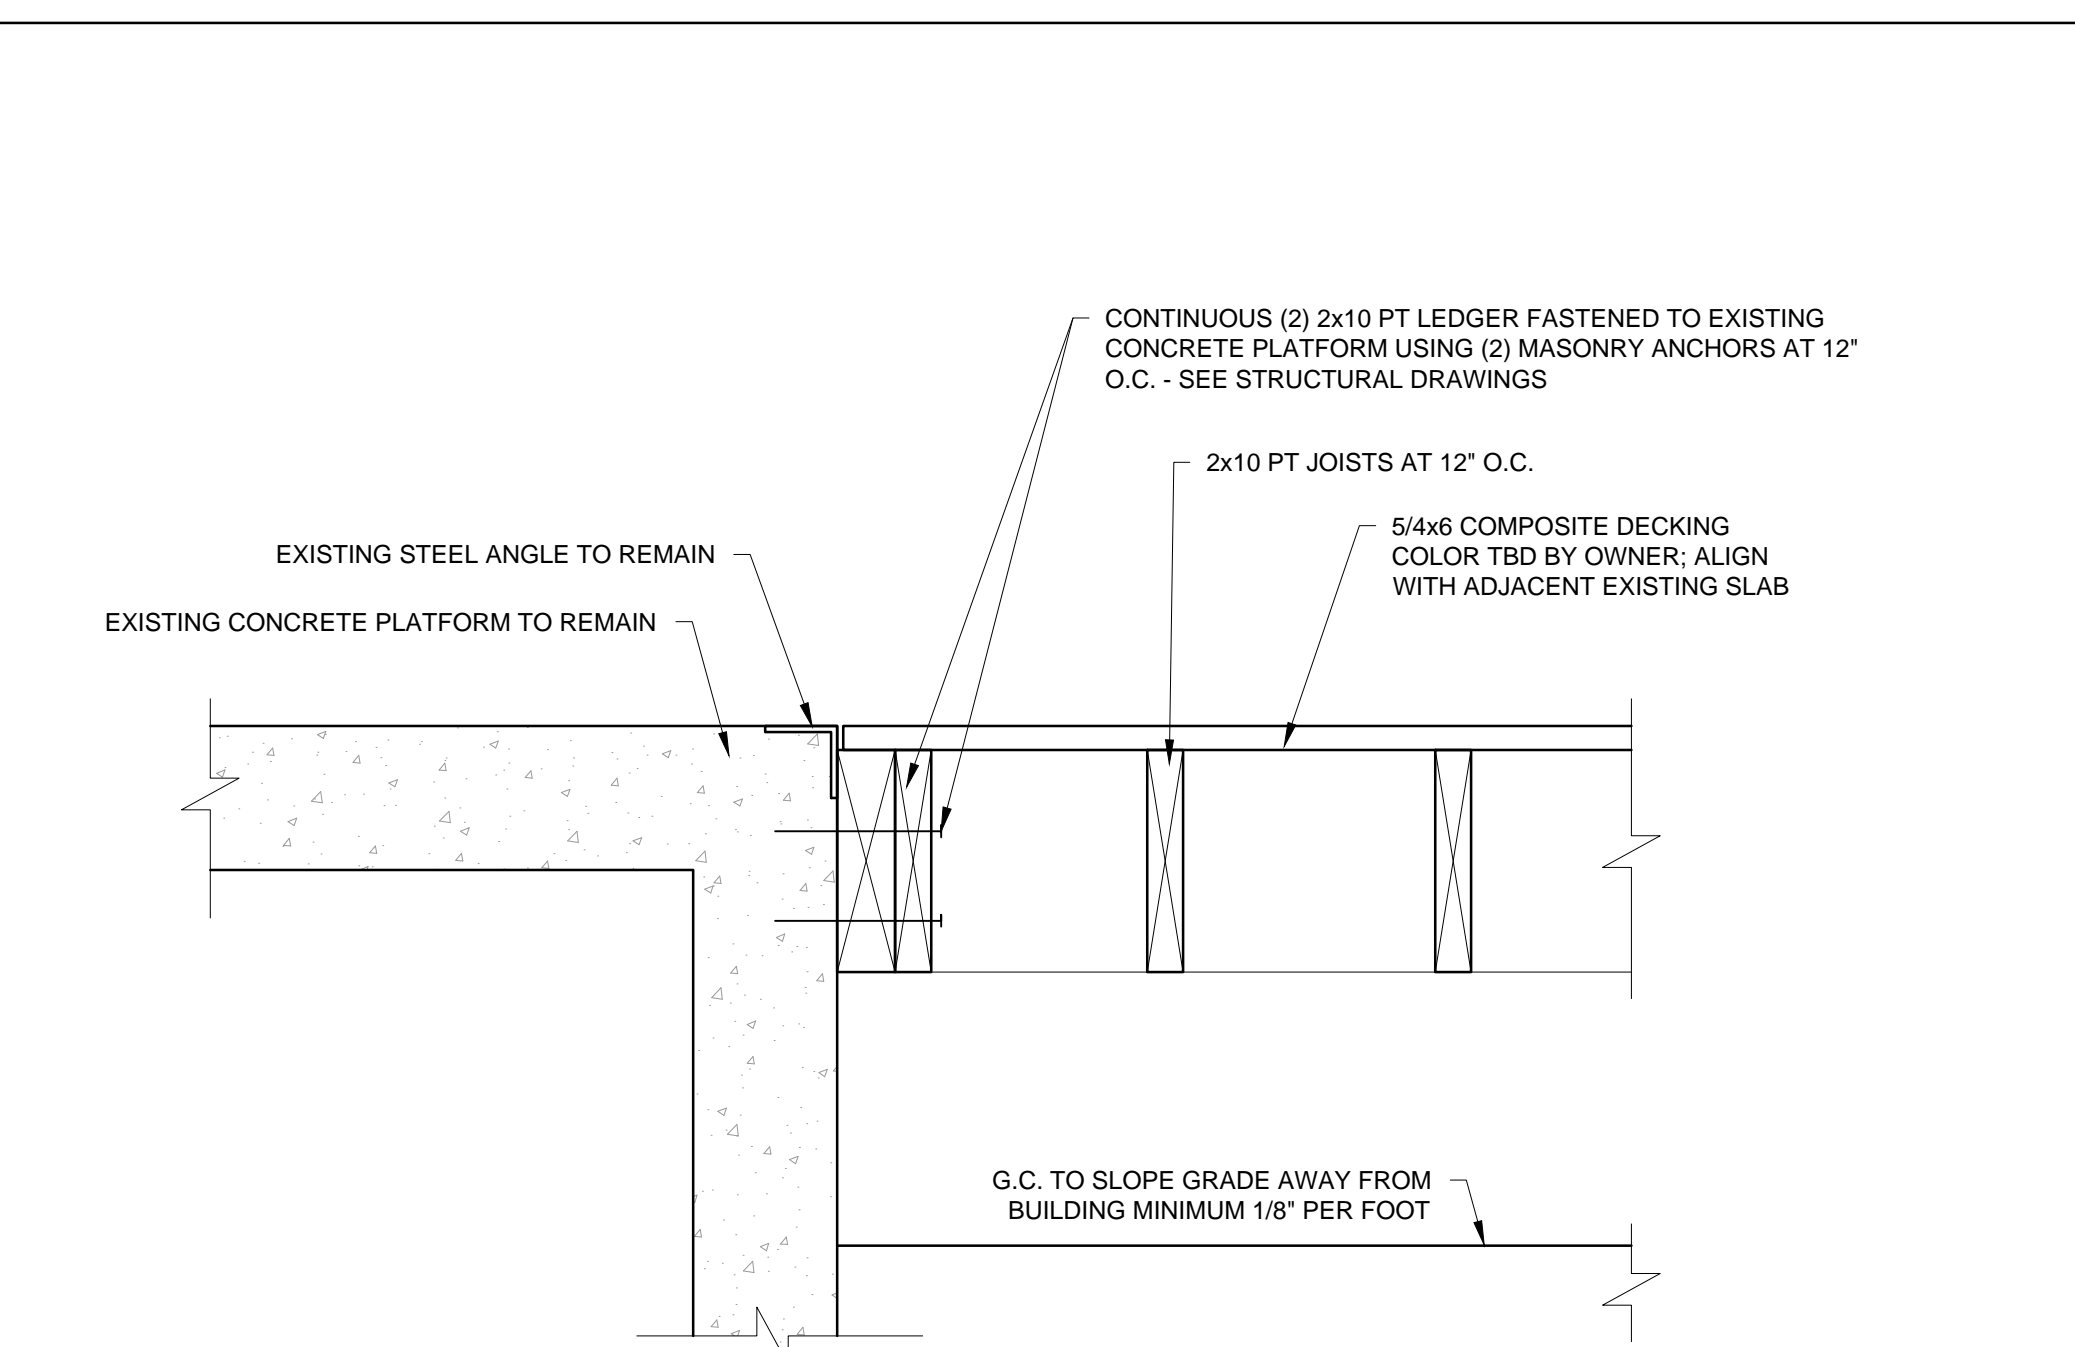 CONTINUOUS (2) 2x10 PT LEDGER FASTENED TO EXISTING
CONCRETE PLATFORM USING (2) MASONRY ANCHORS AT 12"
O.C. - SEE STRUCTURAL DRAWINGS
2x10 PT JOISTS AT 12" O.C.
5/4x6 COMPOSITE DECKING
COLOR TBD BY OWNER; ALIGN
WITH ADJACENT EXISTING SLAB
EXISTING STEEL ANGLE TO REMAIN
EXISTING CONCRETE PLATFORM TO REMAIN
G.C. TO SLOPE GRADE AWAY FROM
BUILDING MINIMUM 1/8" PER FOOT